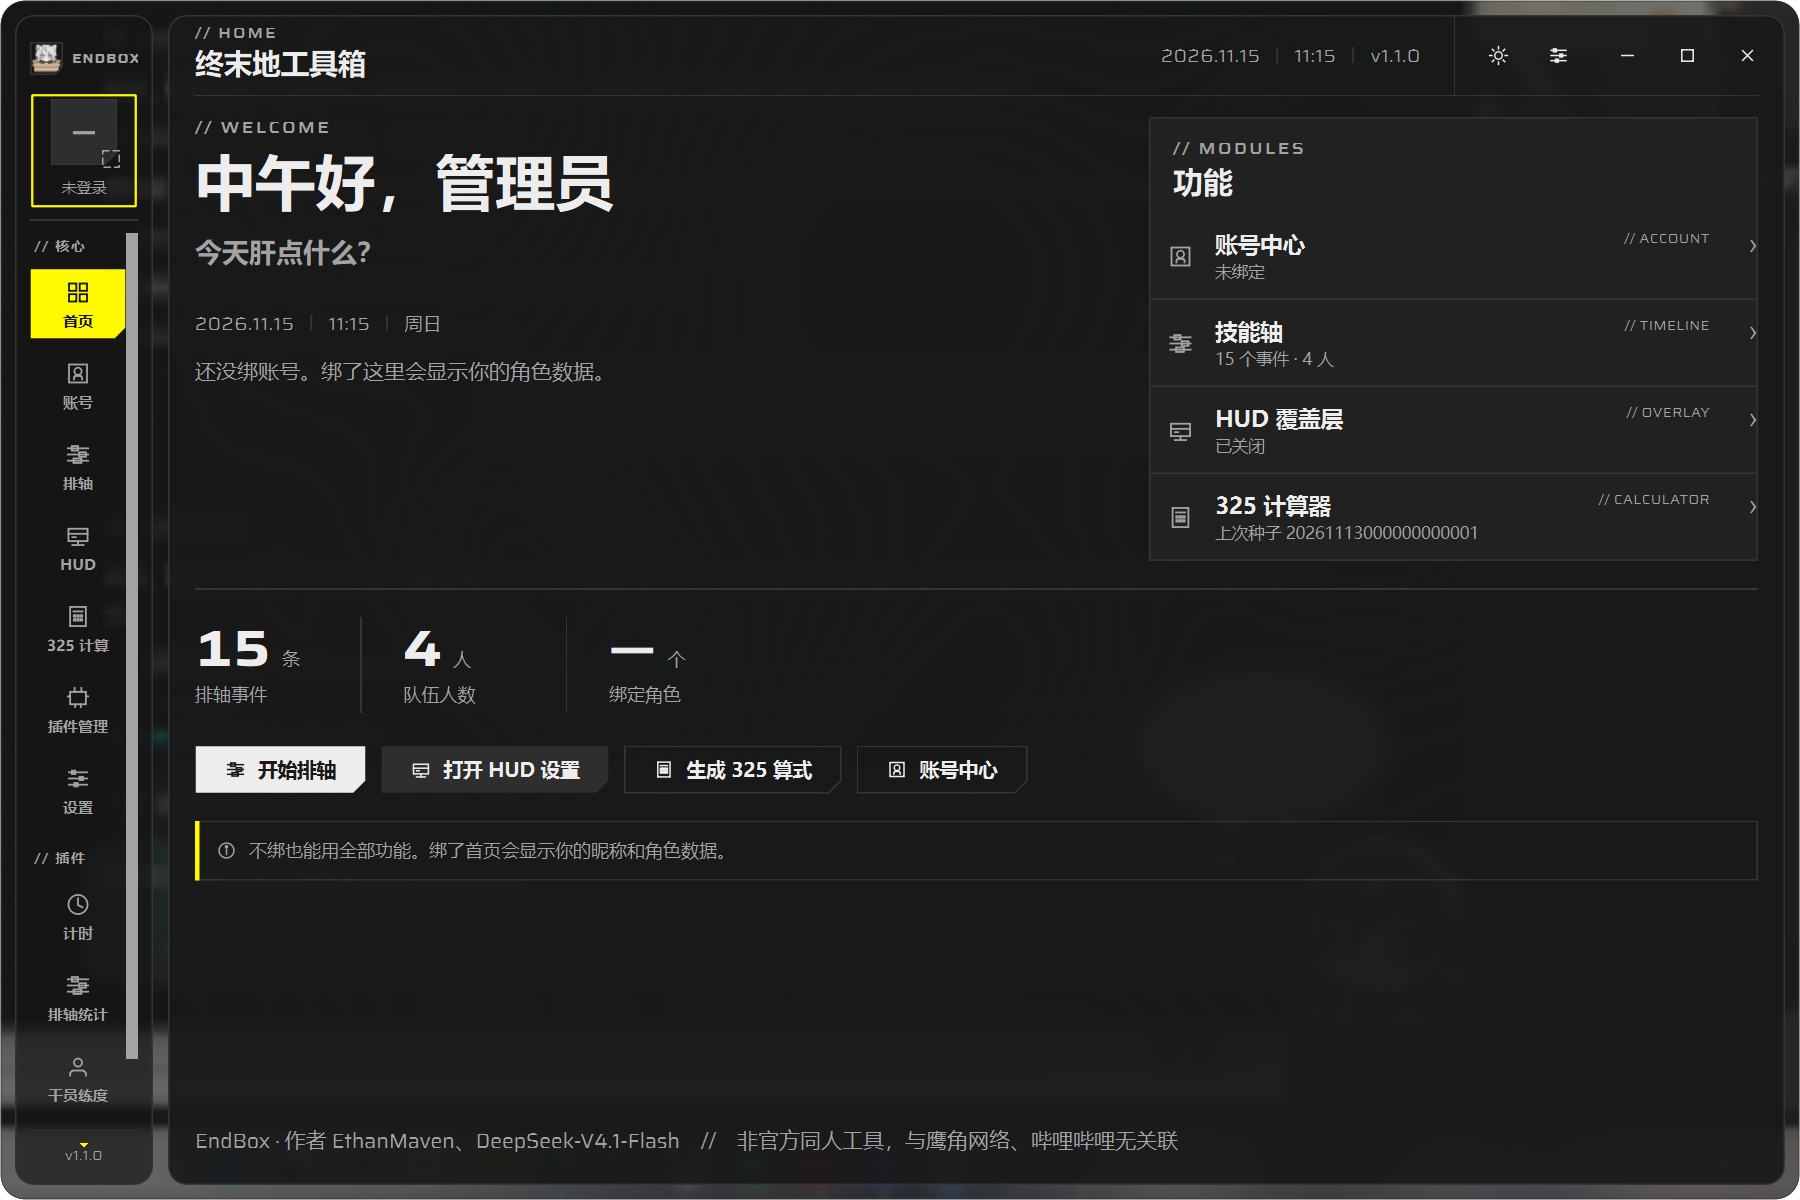 ENDBOX
未登录
// 核心
首页
账号
排轴
HUD
325 计算
插件管理
设置
// 插件
计时
排轴统计
干员练度
v1.1.0
// HOME
终末地工具箱
2026.11.15 11:15 v1.1.0
// WELCOME
中午好，管理员
今天肝点什么?
2026.11.15 11:15 周日
还没绑账号。绑了这里会显示你的角色数据。
// MODULES
功能
账号中心 // ACCOUNT
未绑定
技能轴 // TIMELINE
15 个事件 · 4 人
HUD 覆盖层 // OVERLAY
已关闭
325 计算器 // CALCULATOR
上次种子 20261113000000000001
15 条
排轴事件
4 人
队伍人数
— 个
绑定角色
开始排轴
打开 HUD 设置
生成 325 算式
账号中心
不绑也能用全部功能。绑了首页会显示你的昵称和角色数据。
EndBox · 作者 EthanMaven、DeepSeek-V4.1-Flash // 非官方同人工具，与鹰角网络、哔哩哔哩无关联